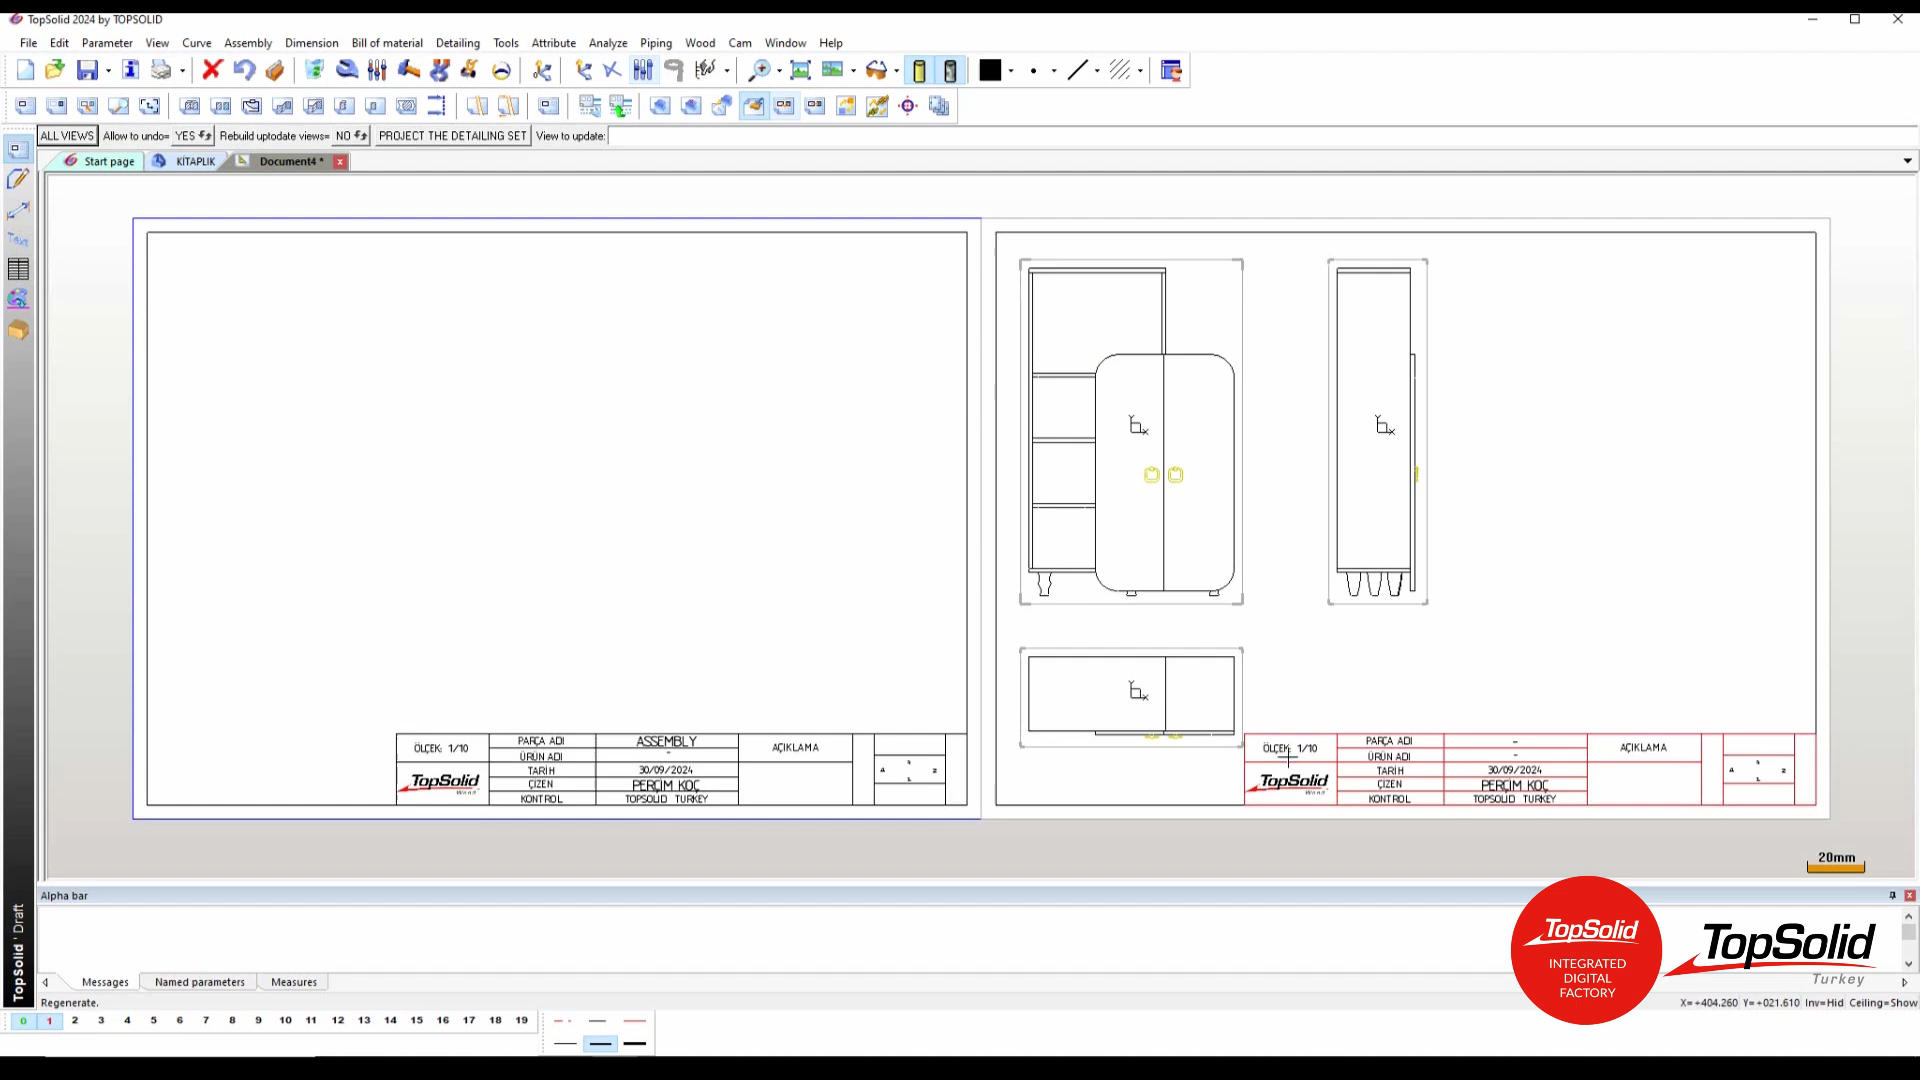 TopSolid 2024 by TOPSOLID
File Edit Parameter View Curve Assembly Dimension Bill of material Detailing Tools Attribute Analyze Piping Wood Cam Window Help
ALL VIEWS Allow to undo= YES Rebuild uptodate views= NO PROJECT THE DETAILING SET View to update:
Start page KİTAPLIK Document4 * x
Text
ÖLÇEK: 1/10 PARÇA ADI ASSEMBLY AÇIKLAMA
ÜRÜN ADI -
TopSolid TARİH 30/09/2024
Wood ÇİZEN PERÇİM KOÇ
KONTROL TOPSOLID TURKEY
ÖLÇEK: 1/10 PARÇA ADI - AÇIKLAMA
ÜRÜN ADI -
TopSolid TARİH 30/09/2024
Wood ÇİZEN PERÇİM KOÇ
KONTROL TOPSOLID TURKEY
20mm
Alpha bar
TopSolid 'Draft
Messages Named parameters Measures
Regenerate.
X=+404.260 Y=+021.610 Inv=Hid Ceiling=Show
0 1 2 3 4 5 6 7 8 9 10 11 12 13 14 15 16 17 18 19
TopSolid
INTEGRATED
DIGITAL
FACTORY
TopSolid
Turkey